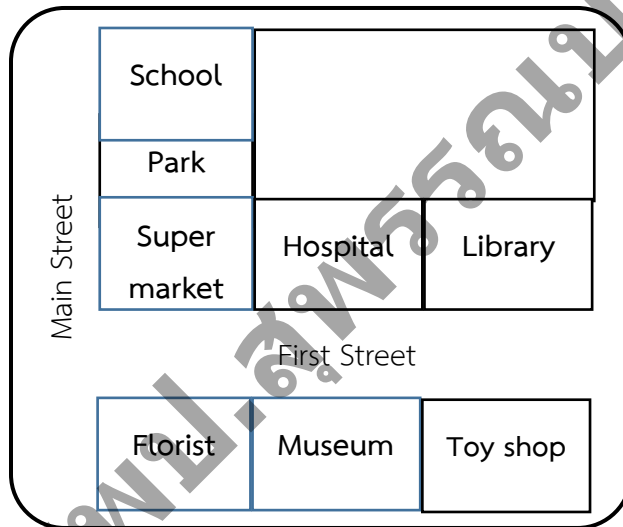 School
Park
Super
market
Hospital
Library
Main Street
First Street
Florist
Museum
Toy shop